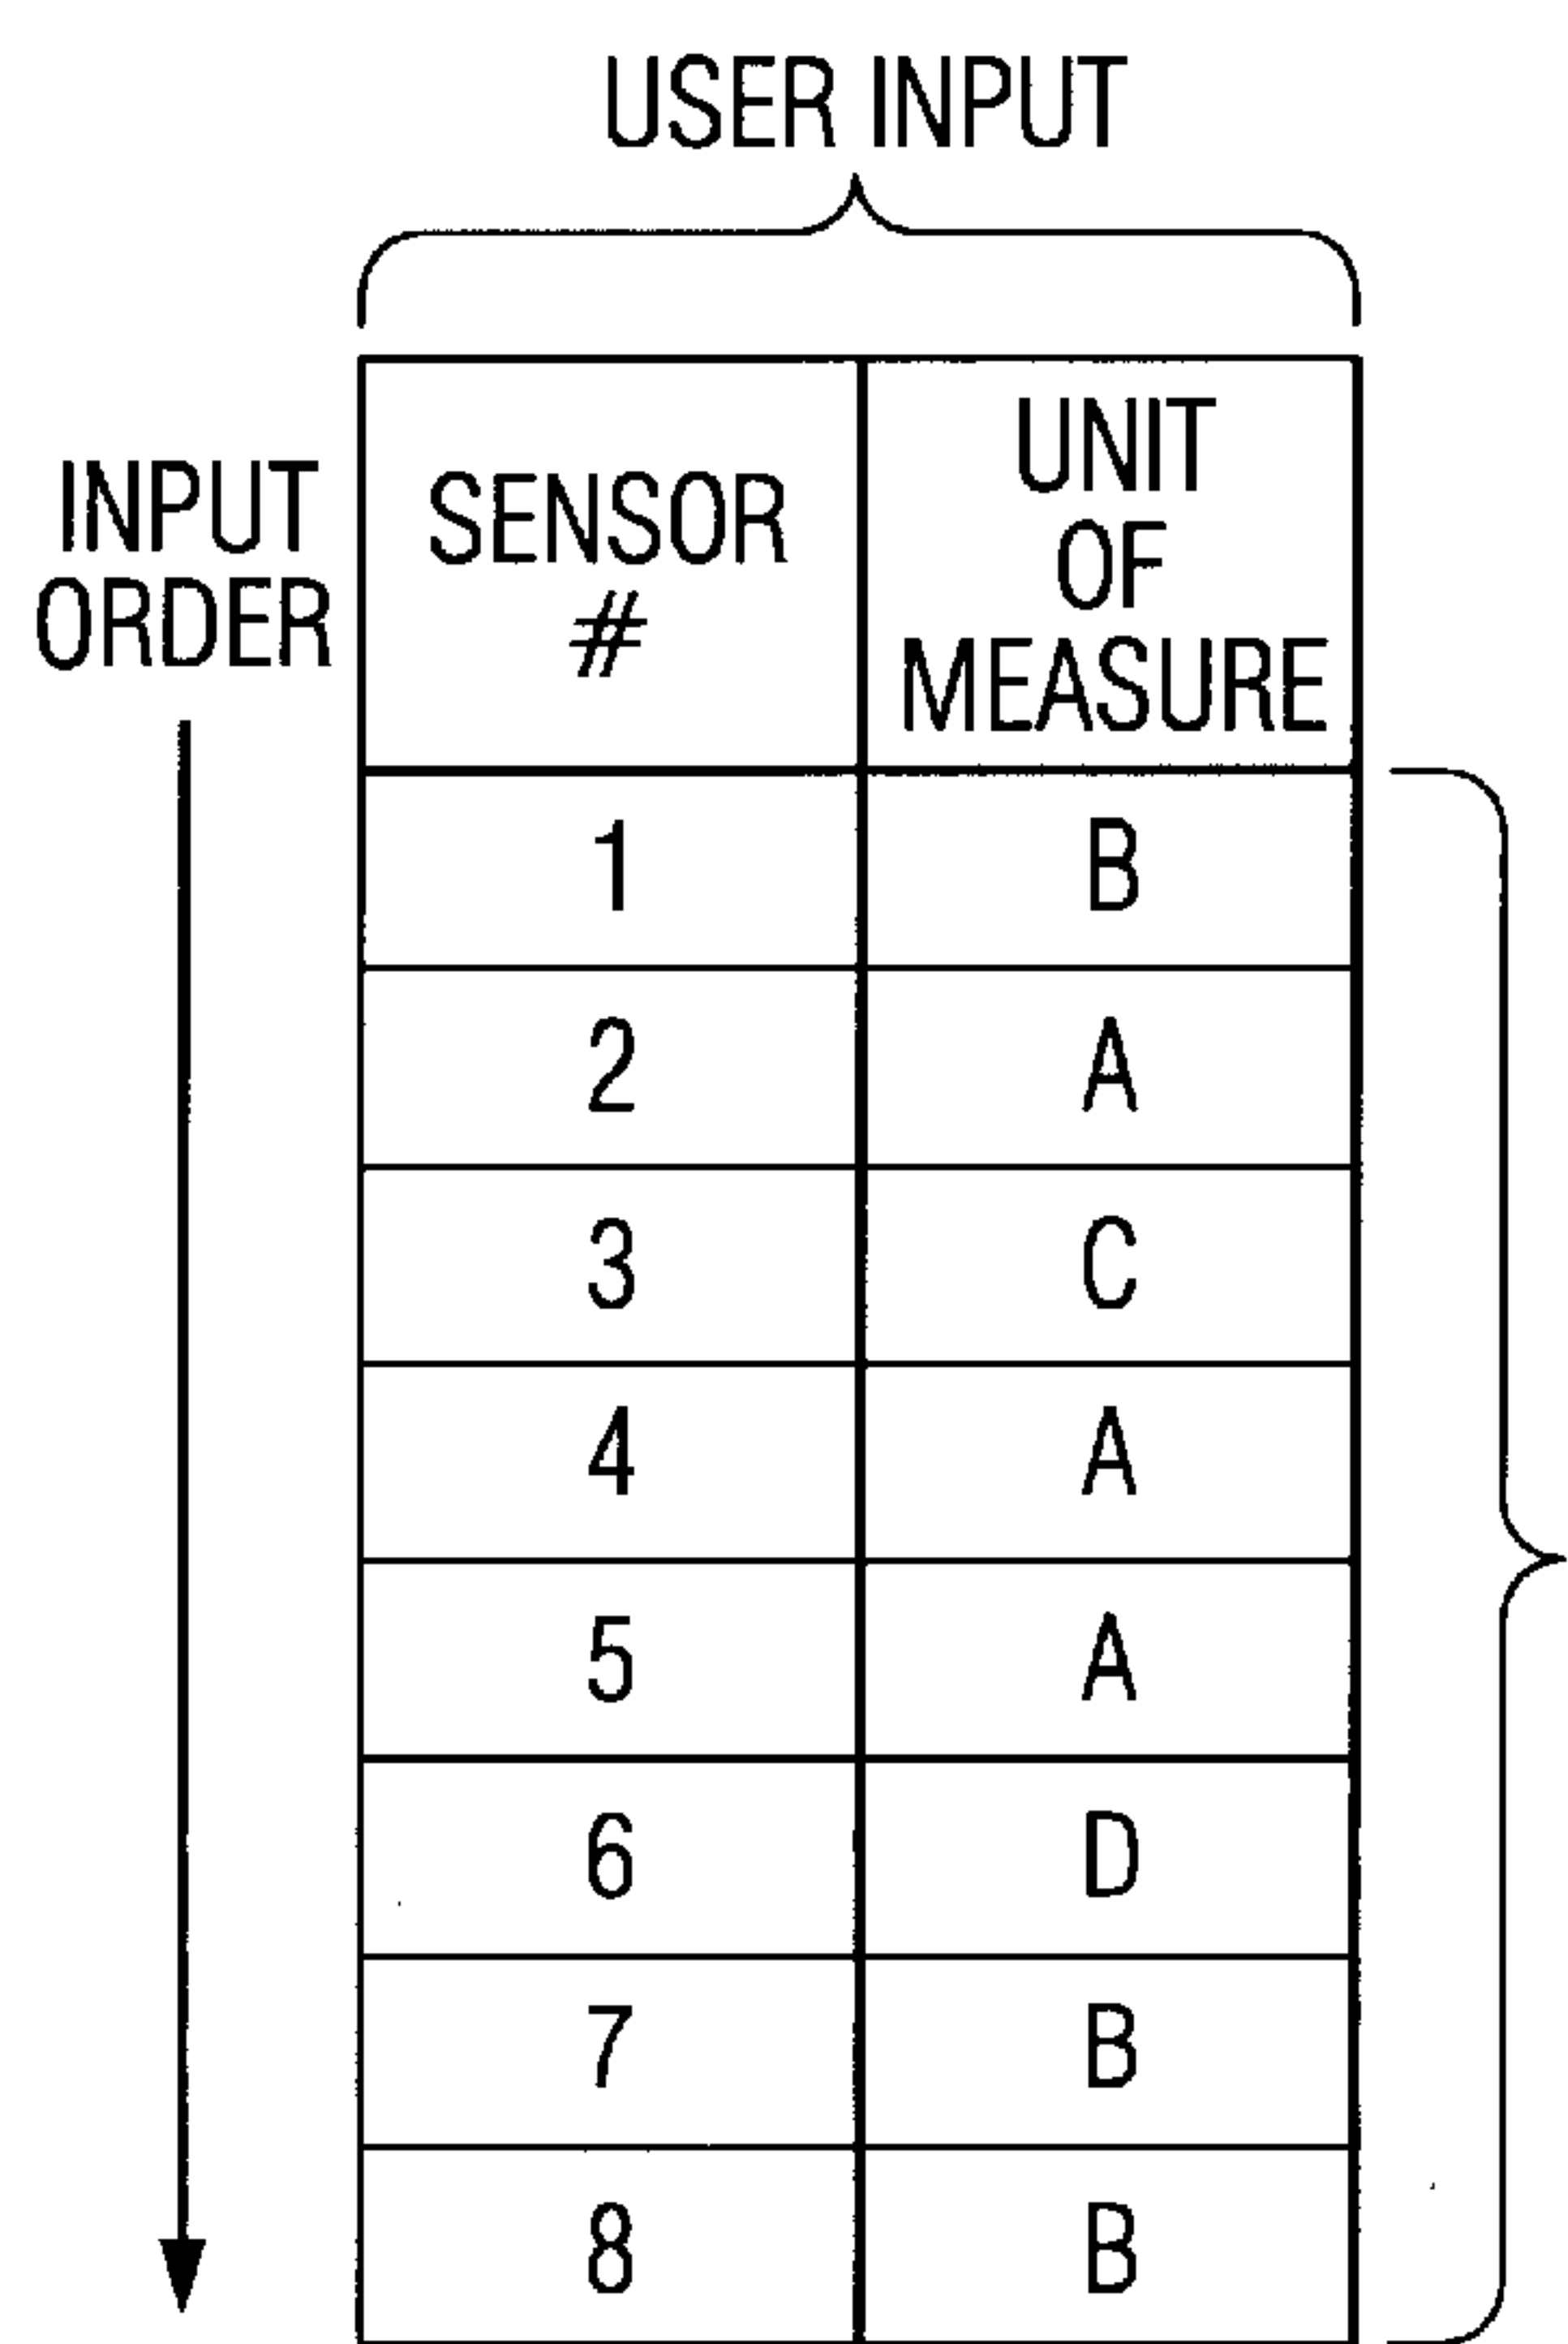 USER INPUT
INPUT
ORDER
SENSOR
#
UNIT
OF
MEASURE
1 B
2 A
3 C
4 A
5 A
6 D
7 B
8 B